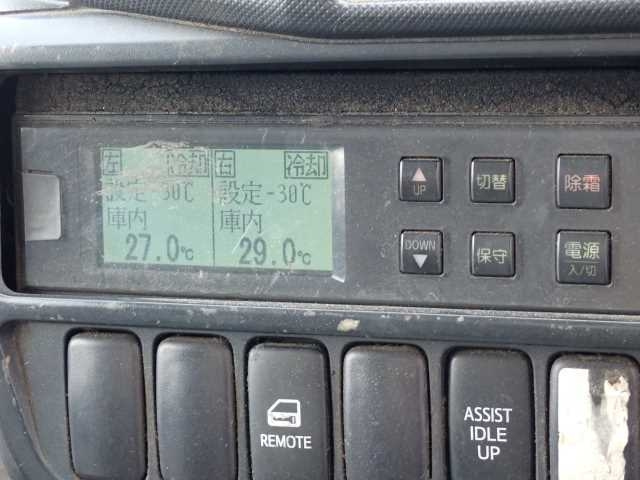 左 冷却 右 冷却
設定-30℃ 設定-30℃
庫内 庫内
27.0℃ 29.0℃
UP 切替 除霜
DOWN 保守 電源
入/切
REMOTE
ASSIST
IDLE
UP